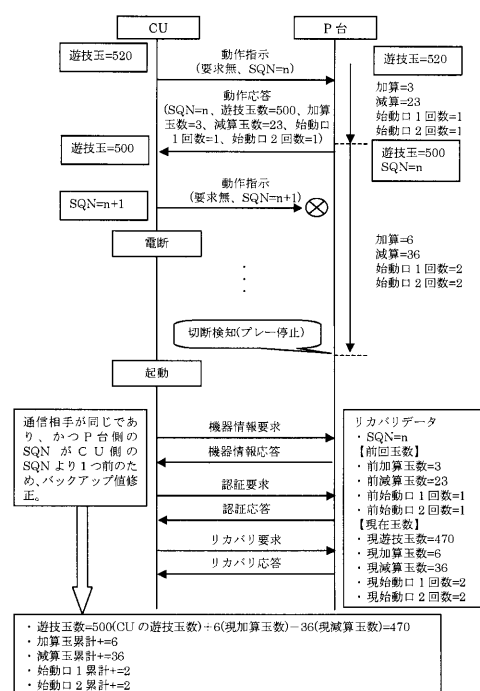 CU
P台
遊技玉=520
動作指示
(要求無、SQN=n)
遊技玉=520
加算=3
減算=23
始動口1回数=1
始動口2回数=1
動作応答
(SQN=n、遊技玉数=500、加算
玉数=3、減算玉数=23、始動口
1回数=1、始動口2回数=1)
遊技玉=500
遊技玉=500
SQN=n
動作指示
(要求無、SQN=n+1)
SQN=n+1
電断
加算=6
減算=36
始動口1回数=2
始動口2回数=2
切断検知(プレー停止)
起動
通信相手が同じであ
り、かつP台側の
SQN がCU側の
SQN より1つ前のた
め、バックアップ値修
正。
機器情報要求
機器情報応答
認証要求
認証応答
リカバリ要求
リカバリ応答
リカバリデータ
・SQN=n
【前回玉数】
・前加算玉数=3
・前減算玉数=23
・前始動口1回数=1
・前始動口2回数=1
【現在玉数】
・現遊技玉数=470
・現加算玉数=6
・現減算玉数=36
・現始動口1回数=2
・現始動口2回数=2
・遊技玉数=500(CUの遊技玉数)+6(現加算玉数)-36(現減算玉数)=470
・加算玉累計+=6
・減算玉累計+=36
・始動口1累計+=2
・始動口2累計+=2